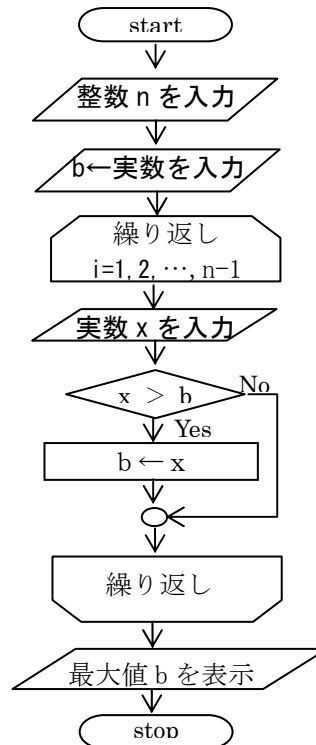 start
整数 n を入力
b←実数を入力
繰り返し
i=1, 2, …, n-1
実数 x を入力
x > b
No
Yes
b ← x
繰り返し
最大値 b を表示
stop